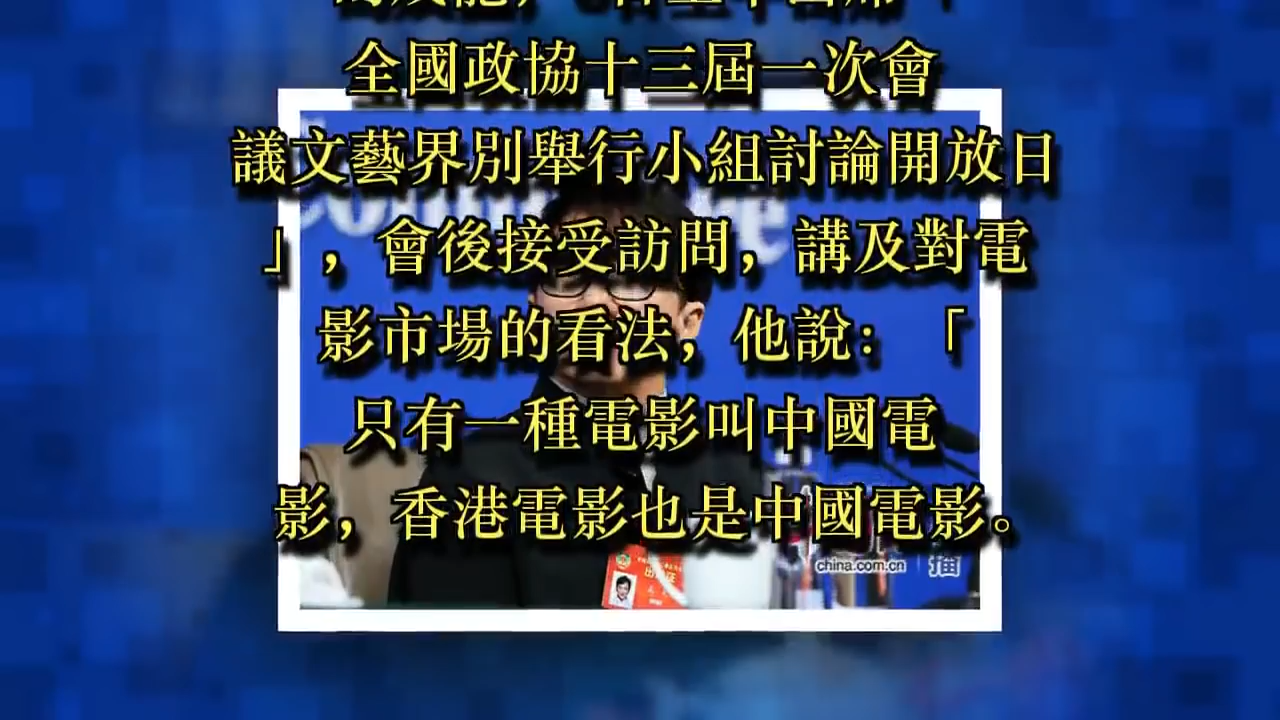 全國政協十三屆一次會
議文藝界別舉行小組討論開放日
」，會後接受訪問，講及對電
影市場的看法，他說：「
只有一種電影叫中國電
影，香港電影也是中國電影。
china.com.cn